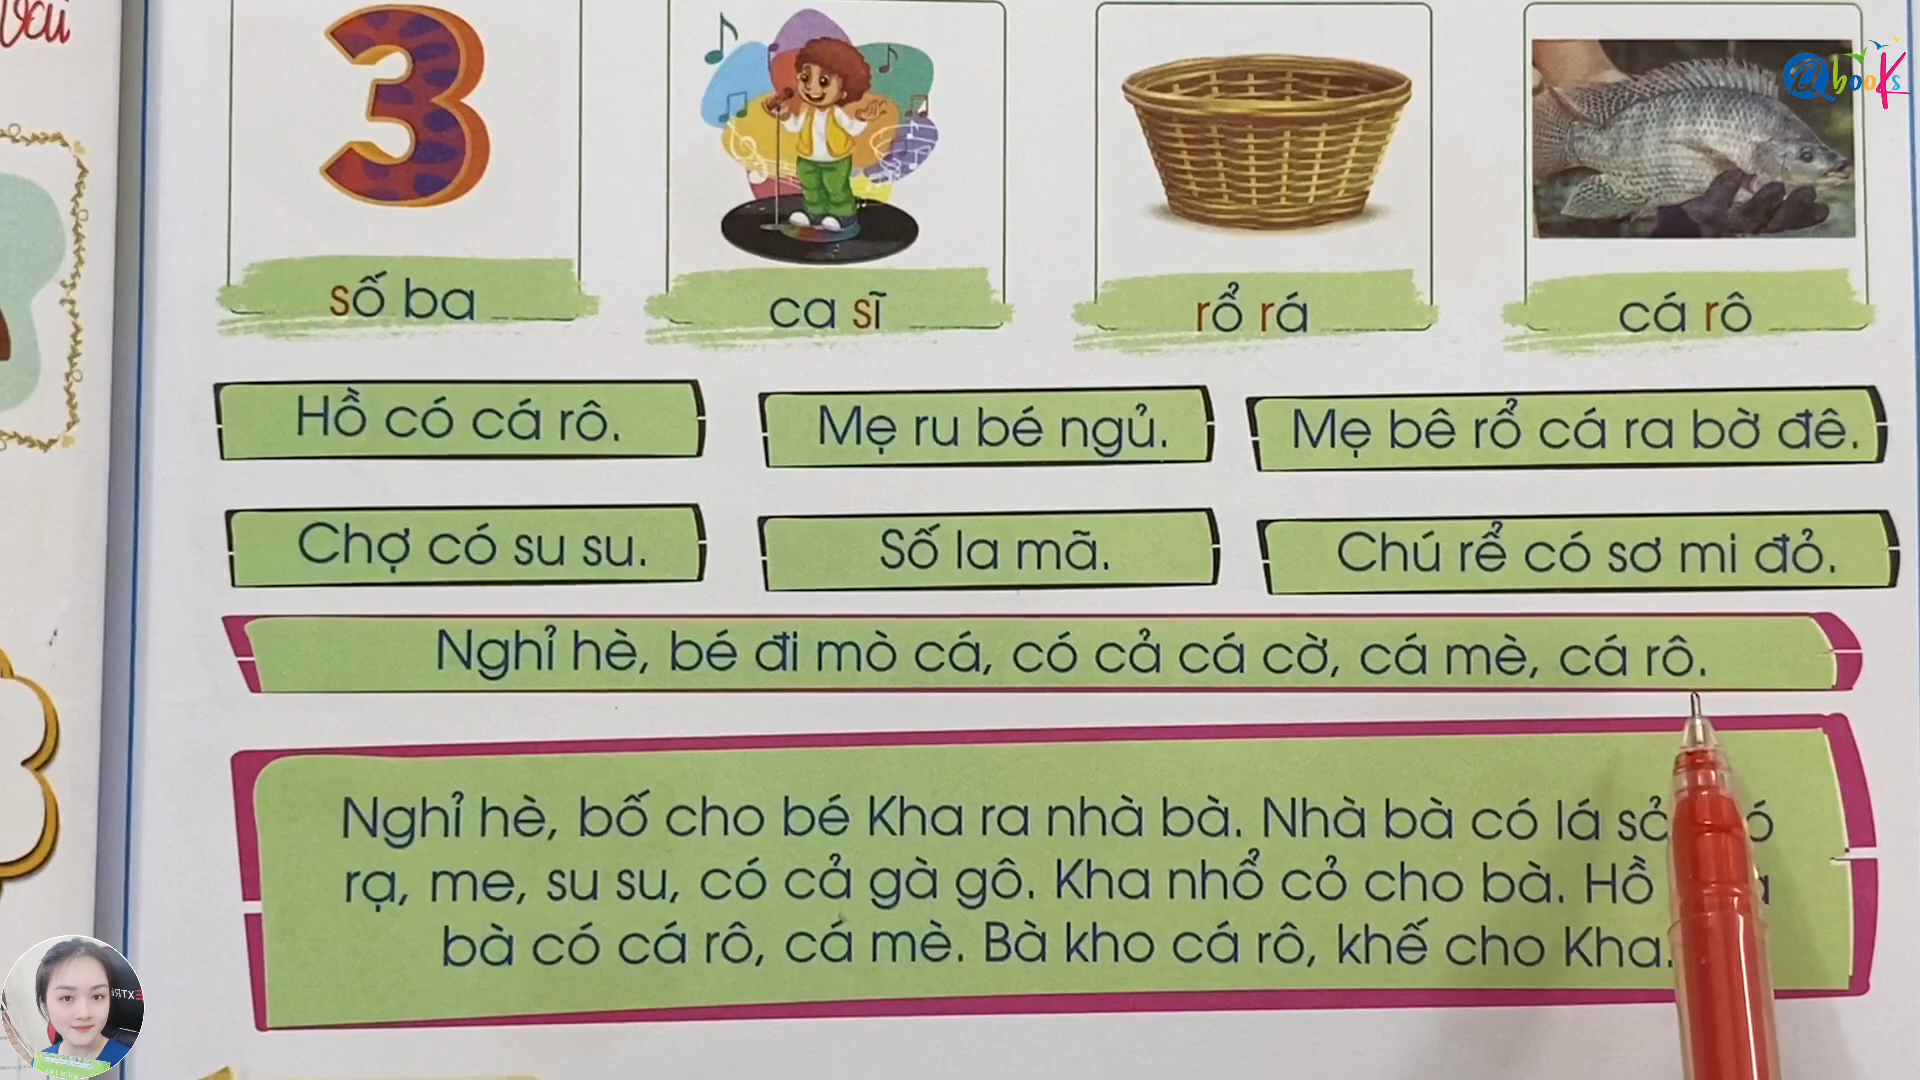 @books
3
số ba
ca sĩ
rổ rá
cá rô
Hồ có cá rô.
Mẹ ru bé ngủ.
Mẹ bê rổ cá ra bờ đê.
Chợ có su su.
Số la mã.
Chú rể có sơ mi đỏ.
Nghỉ hè, bé đi mò cá, có cả cá cờ, cá mè, cá rô.
Nghỉ hè, bố cho bé Kha ra nhà bà. Nhà bà có lá
rạ, me, su su, có cả gà gô. Kha nhổ cỏ cho bà. Hồ
bà có cá rô, cá mè. Bà kho cá rô, khế cho Kha.